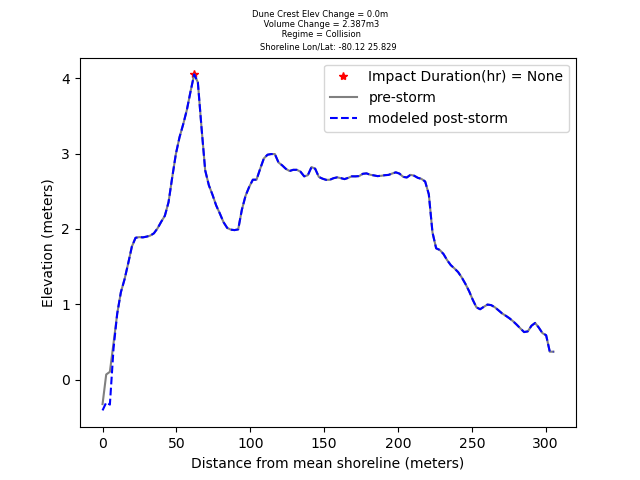 Dune Crest Elev Change = 0.0m
Volume Change = 2.387m3
Regime = Collision
Shoreline Lon/Lat: -80.12 25.829
Impact Duration(hr) = None
pre-storm
modeled post-storm
4
3
2
1
0
Elevation (meters)
0 50 100 150 200 250 300
Distance from mean shoreline (meters)